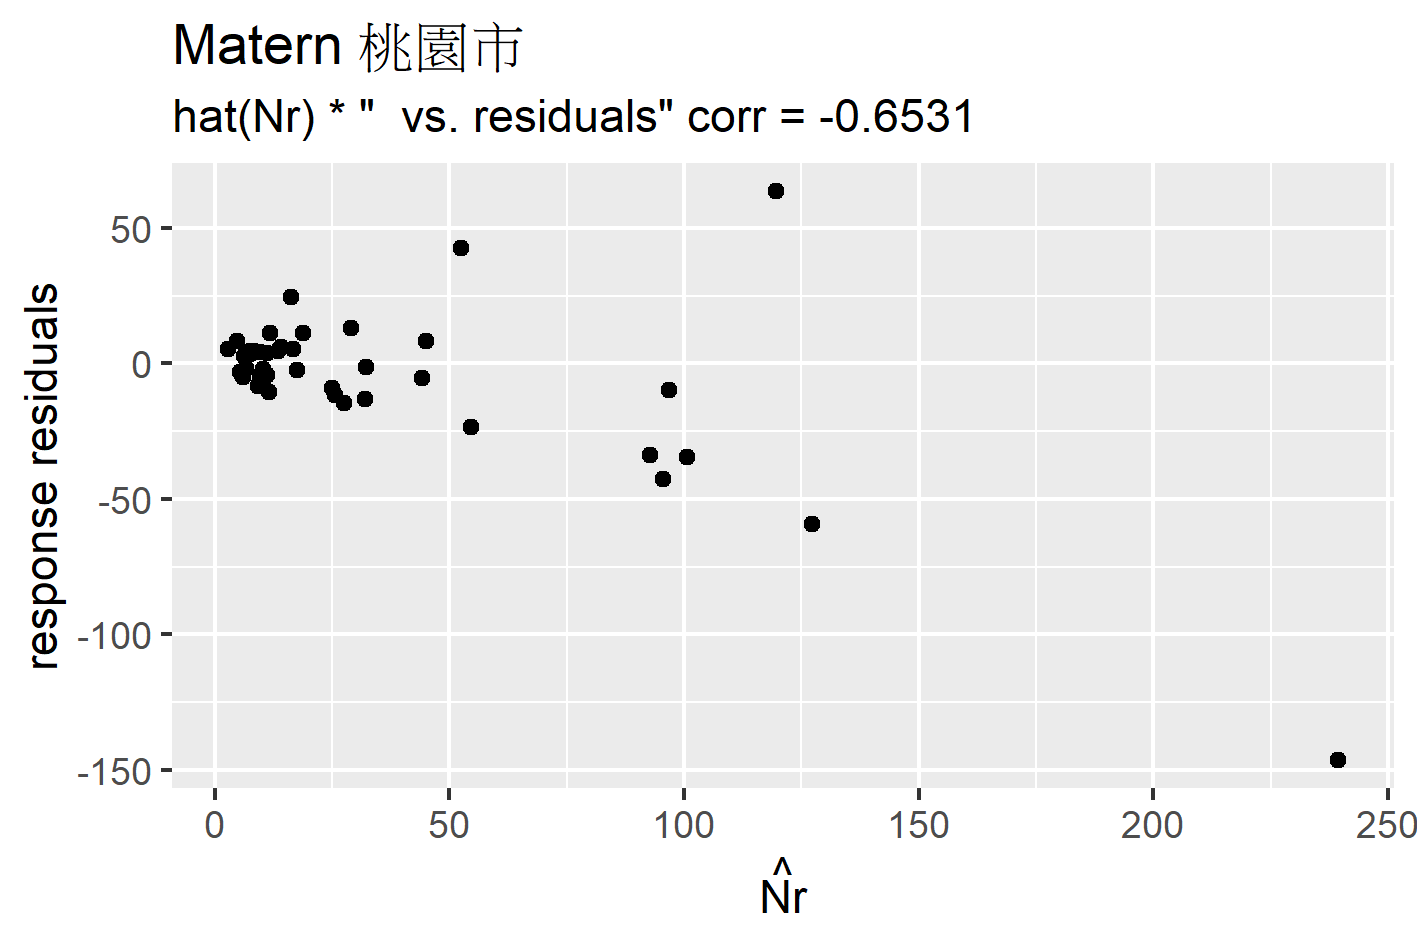 Matern 桃園市
hat(Nr) * "  vs. residuals" corr = -0.6531
response residuals
50
0
-50
-100
-150
0 50 100 150 200 250
N̂r